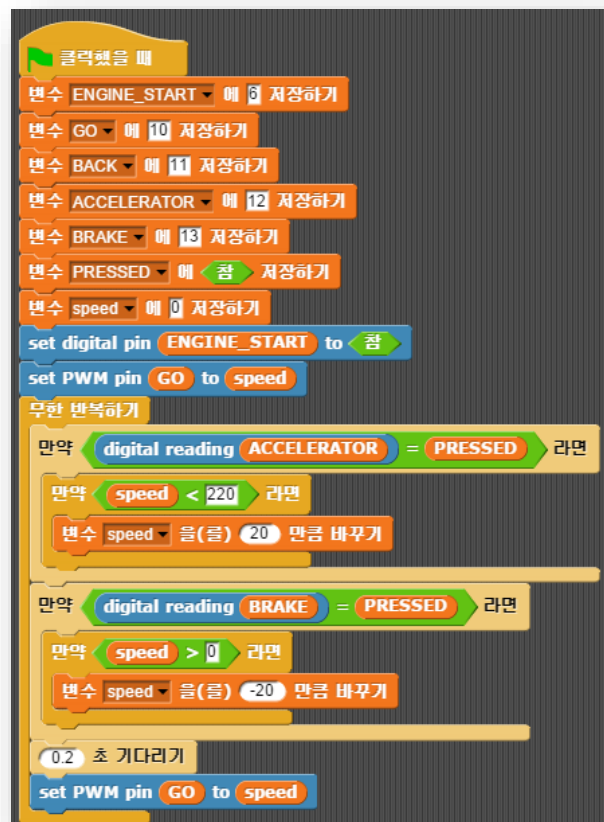 클릭했을 때
변수 ENGINE_START 에 6 저장하기
변수 GO 에 10 저장하기
변수 BACK 에 11 저장하기
변수 ACCELERATOR 에 12 저장하기
변수 BRAKE 에 13 저장하기
변수 PRESSED 에 참 저장하기
변수 speed 에 0 저장하기
set digital pin ENGINE_START to 참
set PWM pin GO to speed
무한 반복하기
만약 digital reading ACCELERATOR = PRESSED 라면
만약 speed < 220 라면
변수 speed 을(를) 20 만큼 바꾸기
만약 digital reading BRAKE = PRESSED 라면
만약 speed > 0 라면
변수 speed 을(를) -20 만큼 바꾸기
0.2 초 기다리기
set PWM pin GO to speed